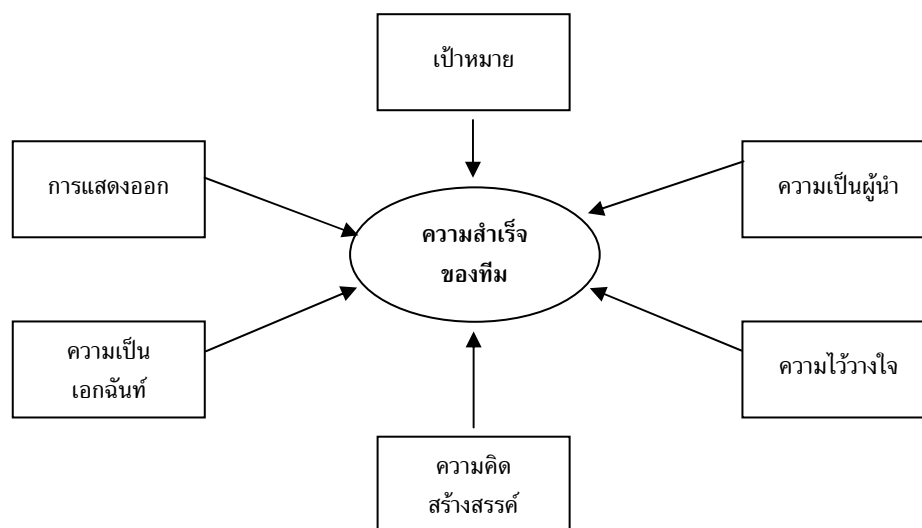 เป้าหมาย
การแสดงออก
ความเป็นผู้นำ
ความสำเร็จ
ของทีม
ความเป็น
เอกฉันท์
ความไว้วางใจ
ความคิด
สร้างสรรค์